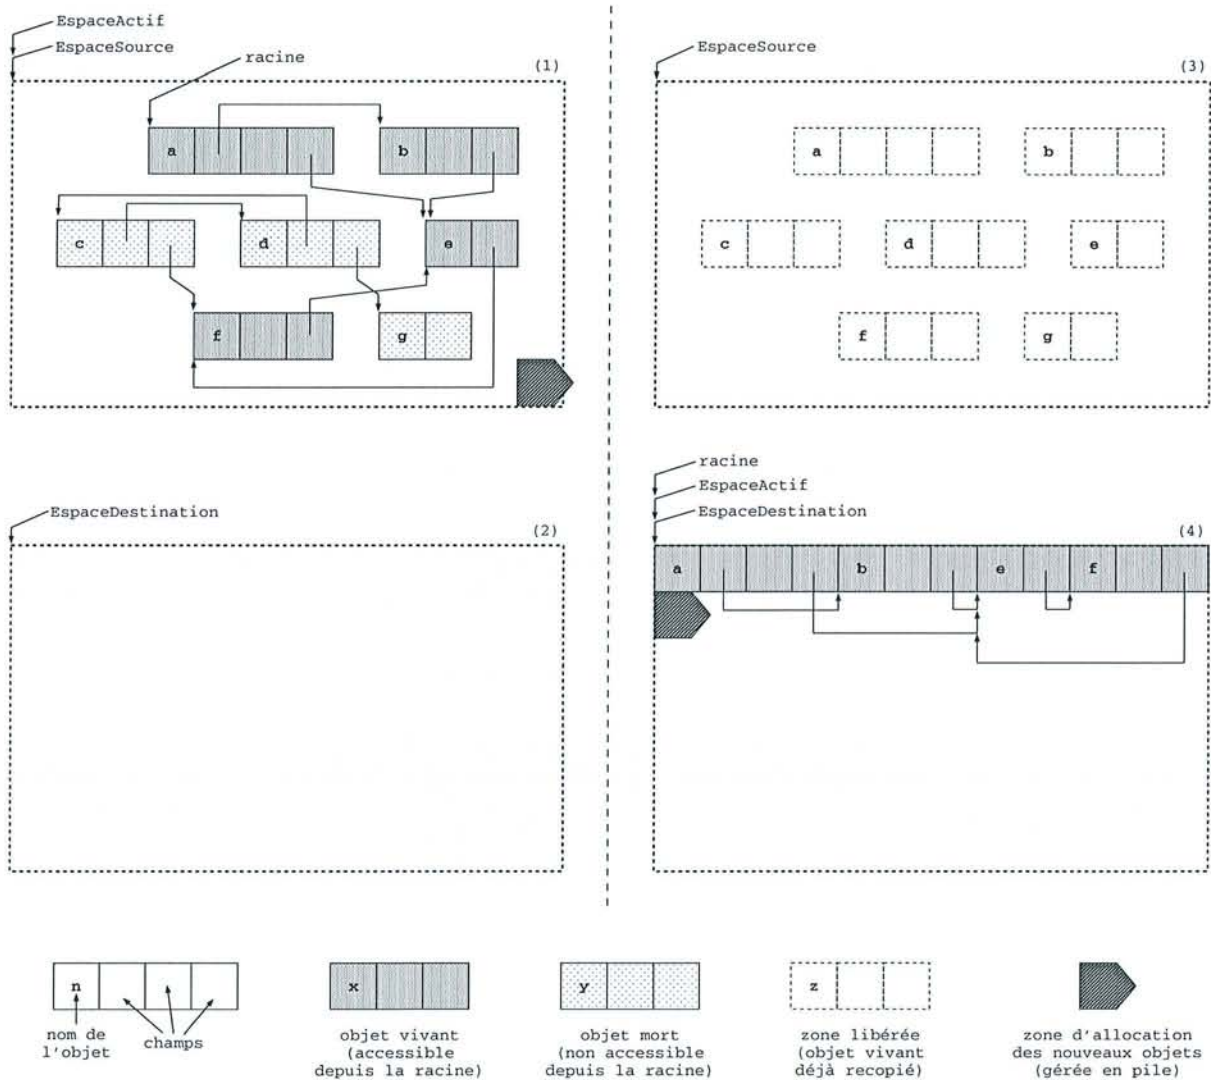 EspaceActif
EspaceSource
racine
(1)
a
b
c
d
e
f
g
EspaceDestination
(2)
EspaceSource
(3)
a
b
c
d
e
f
g
racine
EspaceActif
EspaceDestination
(4)
a
b
e
f
n
nom de
l'objet
champs
x
objet vivant
(accessible
depuis la racine)
y
objet mort
(non accessible
depuis la racine)
z
zone libérée
(objet vivant
déjà recopié)
zone d'allocation
des nouveaux objets
(gérée en pile)